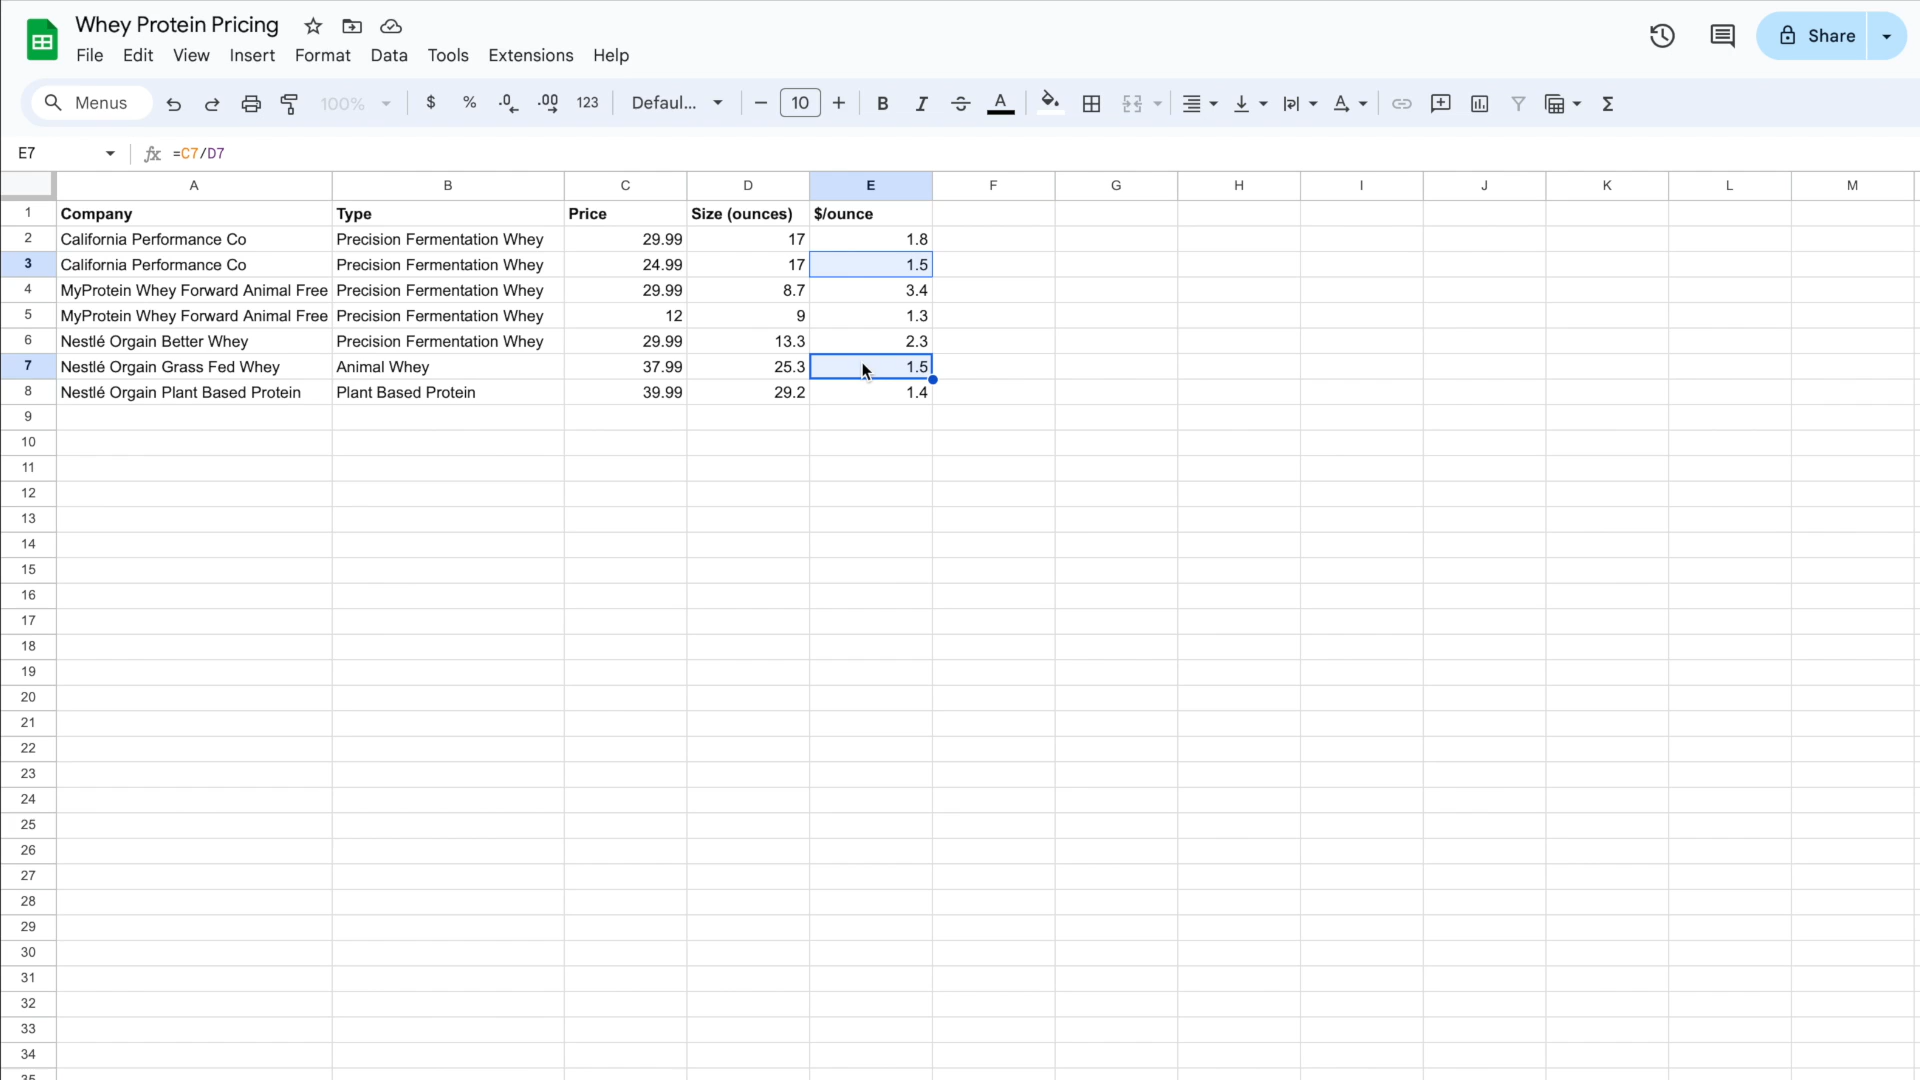 Whey Protein Pricing
File Edit View Insert Format Data Tools Extensions Help
Share
Menus 100% $ % .0 .00 123 Defaul... 10 B I S A Σ
E7 fx =C7/D7
A B C D E F G H I J K L M
1 Company Type Price Size (ounces) $/ounce
2 California Performance Co Precision Fermentation Whey 29.99 17 1.8
3 California Performance Co Precision Fermentation Whey 24.99 17 1.5
4 MyProtein Whey Forward Animal Free Precision Fermentation Whey 29.99 8.7 3.4
5 MyProtein Whey Forward Animal Free Precision Fermentation Whey 12 9 1.3
6 Nestlé Orgain Better Whey Precision Fermentation Whey 29.99 13.3 2.3
7 Nestlé Orgain Grass Fed Whey Animal Whey 37.99 25.3 1.5
8 Nestlé Orgain Plant Based Protein Plant Based Protein 39.99 29.2 1.4
9
10
11
12
13
14
15
16
17
18
19
20
21
22
23
24
25
26
27
28
29
30
31
32
33
34
35